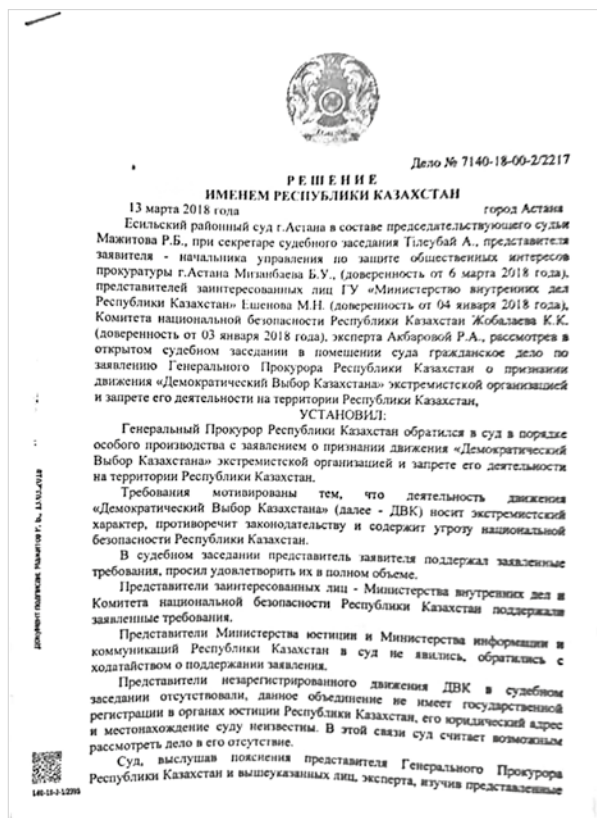 Дело № 7140-18-00-2/2217
РЕШЕНИЕ
ИМЕНЕМ РЕСПУБЛИКИ КАЗАХСТАН
13 марта 2018 года город Астана
Есильский районный суд г.Астана в составе председательствующего судьи
Мажитова Р.Б., при секретаре судебного заседания Тілеубай А., представителя
заявителя - начальника управления по защите общественных интересов
прокуратуры г.Астана Мизанбаева Б.У., (доверенность от 6 марта 2018 года),
представителей заинтересованных лиц ГУ «Министерство внутренних дел
Республики Казахстан» Ешенова М.Н. (доверенность от 04 января 2018 года),
Комитета национальной безопасности Республики Казахстан Жобалаева К.К.
(доверенность от 03 января 2018 года), эксперта Акбаровой Р.А., рассмотрев в
открытом судебном заседании в помещении суда гражданское дело по
заявлению Генерального Прокурора Республики Казахстан о признании
движения «Демократический Выбор Казахстана» экстремистской организацией
и запрете его деятельности на территории Республики Казахстан,
УСТАНОВИЛ:
Генеральный Прокурор Республики Казахстан обратился в суд в порядке
особого производства с заявлением о признании движения «Демократический
Выбор Казахстана» экстремистской организацией и запрете его деятельности
на территории Республики Казахстан.
Требования мотивированы тем, что деятельность движения
«Демократический Выбор Казахстана» (далее - ДВК) носит экстремистский
характер, противоречит законодательству и содержит угрозу национальной
безопасности Республики Казахстан.
В судебном заседании представитель заявителя поддержал заявленные
требования, просил удовлетворить их в полном объеме.
Представители заинтересованных лиц - Министерства внутренних дел и
Комитета национальной безопасности Республики Казахстан поддержали
заявленные требования.
Представители Министерства юстиции и Министерства информации и
коммуникаций Республики Казахстан в суд не явились, обратились с
ходатайством о поддержании заявления.
Представители незарегистрированного движения ДВК в судебном
заседании отсутствовали, данное объединение не имеет государственной
регистрации в органах юстиции Республики Казахстан, его юридический адрес
и местонахождение суду неизвестны. В этой связи суд считает возможным
рассмотреть дело в его отсутствие.
Суд, выслушав пояснения представителя Генерального Прокурора
Республики Казахстан и вышеуказанных лиц, эксперта, изучив представленные
Документ подписан: Мажитов Р. Б., 13.03.2018